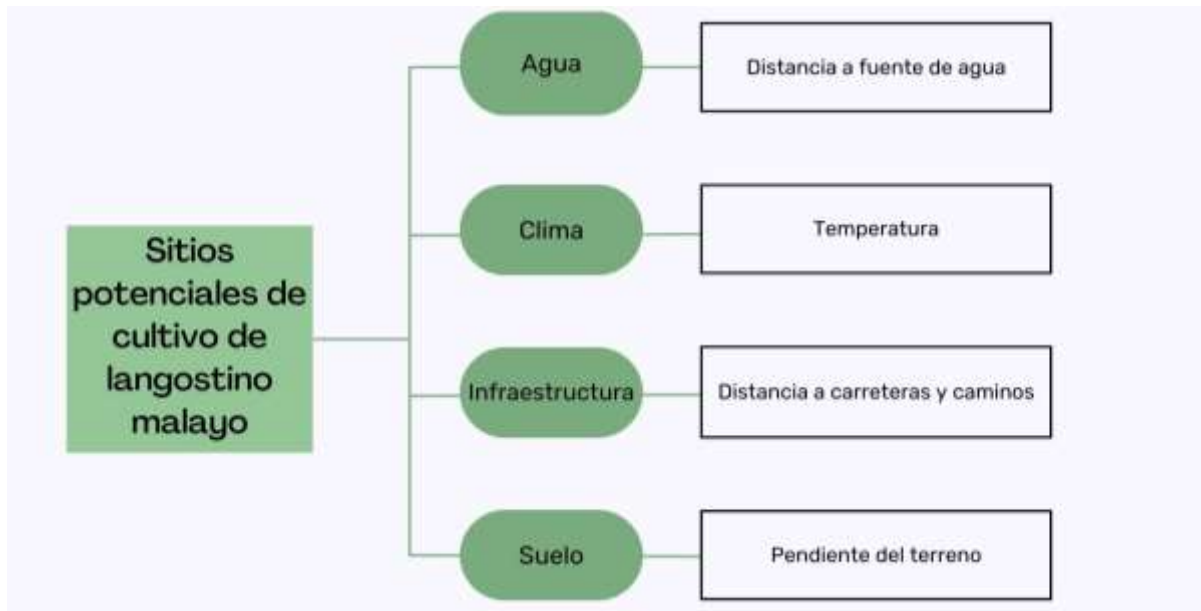 Sitios
potenciales de
cultivo de
langostino
malayo
Agua
Distancia a fuente de agua
Clima
Temperatura
Infraestructura
Distancia a carreteras y caminos
Suelo
Pendiente del terreno